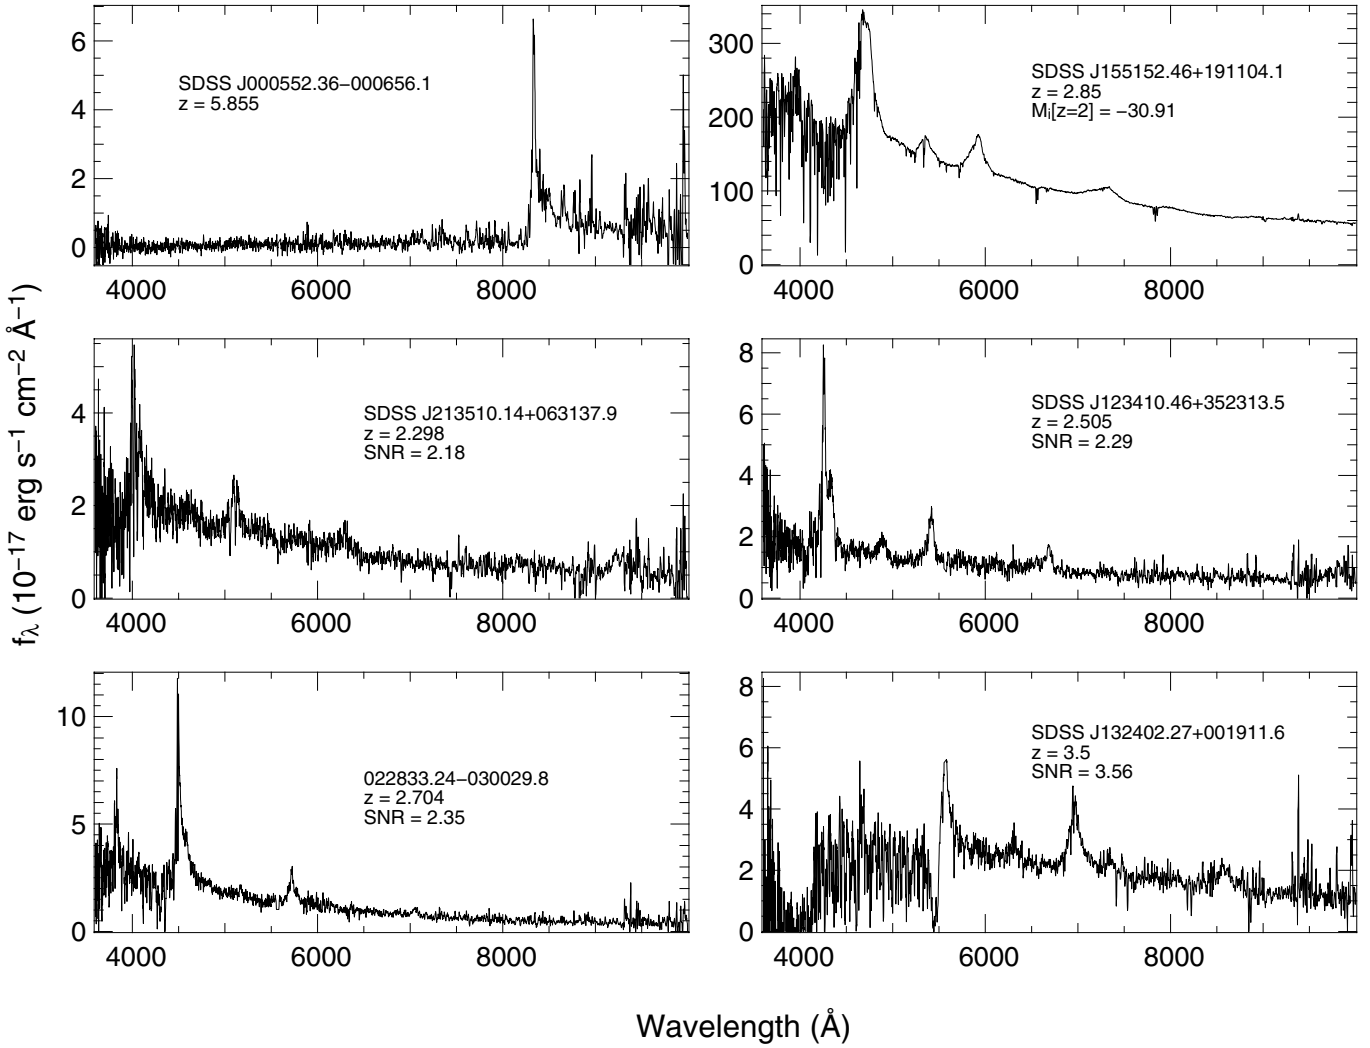 6
4
2
0
4000
6000
8000
SDSS J000552.36−000656.1
z = 5.855
300
200
100
0
4000
6000
8000
SDSS J155152.46+191104.1
z = 2.85
Mᵢ[z=2] = −30.91
4
2
0
4000
6000
8000
SDSS J213510.14+063137.9
z = 2.298
SNR = 2.18
8
6
4
2
0
4000
6000
8000
SDSS J123410.46+352313.5
z = 2.505
SNR = 2.29
10
5
0
4000
6000
8000
022833.24−030029.8
z = 2.704
SNR = 2.35
8
6
4
2
0
4000
6000
8000
SDSS J132402.27+001911.6
z = 3.5
SNR = 3.56
f_λ (10⁻¹⁷ erg s⁻¹ cm⁻² Å⁻¹)
Wavelength (Å)